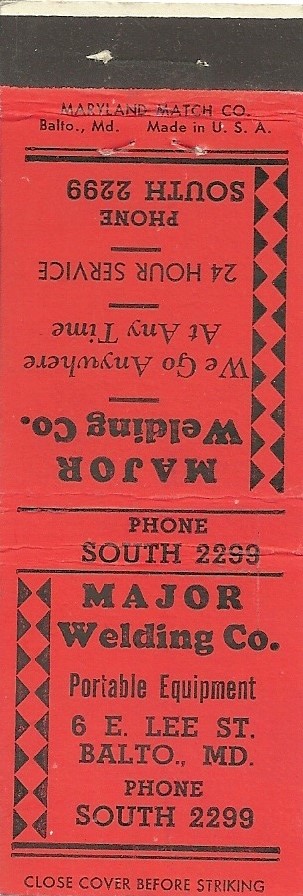 MARYLAND MATCH CO.
Balto., Md. Made in U. S. A.
MAJOR
Welding Co.
We Go Anywhere
At Any Time
24 HOUR SERVICE
PHONE
SOUTH 2299
PHONE
SOUTH 2299
MAJOR
Welding Co.
Portable Equipment
6 E. LEE ST.
BALTO., MD.
PHONE
SOUTH 2299
CLOSE COVER BEFORE STRIKING